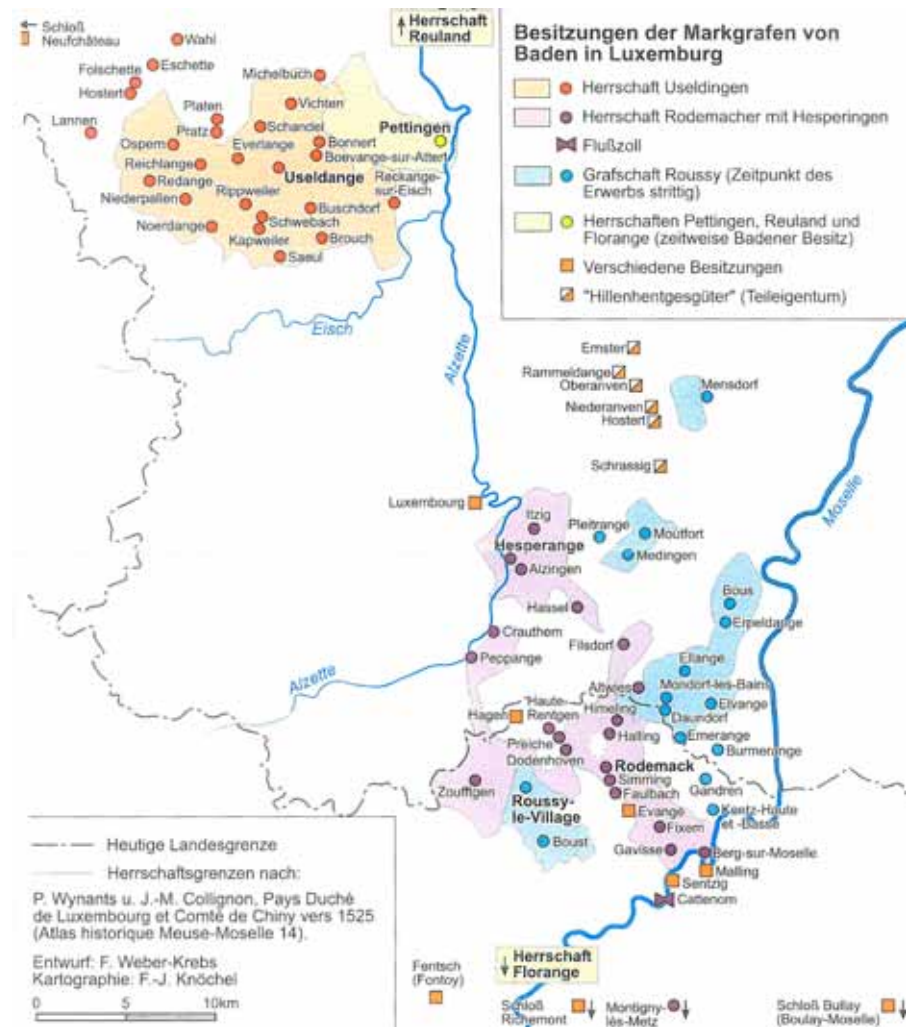 ← Schloß
Neufchâteau
Wahl
Folschette
Eschette
Hostert
Lannen
Michelbuch
Platen
Vichten
Pratz
Schandel
Ospern
Everlange
Bonnert
Reichlange
Boevange-sur-Attert
Redange
Useldange
Reckange-
sur-Eisch
Niederpallen
Rippweiler
Buschdorf
Noerdange
Schwebach
Kapweiler
Brouch
Saeul
Pettingen
↑ Herrschaft
Reuland
Eisch
Alzette
Besitzungen der Markgrafen von
Baden in Luxemburg
Herrschaft Useldingen
Herrschaft Rodemacher mit Hesperingen
Flußzoll
Grafschaft Roussy (Zeitpunkt des
Erwerbs strittig)
Herrschaften Pettingen, Reuland und
Florange (zeitweise Badener Besitz)
Verschiedene Besitzungen
"Hillenhentgesgüter" (Teileigentum)
Emster
Rammeldange
Oberanven
Mensdorf
Niederanven
Hostert
Schrassig
Moselle
Luxembourg
Itzig
Pleitrange
Moutfort
Hesperange
Medingen
Alzingen
Hassel
Bous
Crauthem
Erpeldange
Filsdorf
Peppange
Ellange
Alzette
Altwies
Mondorf-les-Bains
Hagen
Haute-
Rentgen
Himeling
Elvange
Daundorf
Preiche
Halling
Emerange
Dodenhoven
Burmerange
Rodemack
Zouffigen
Simming
Gandren
Roussy-
le-Village
Faulbach
Evange
Kentz-Haute
et -Basse
Fixem
Boust
Gavisse
Berg-sur-Moselle
Malling
Sentzig
Cattenom
Heutige Landesgrenze
Herrschaftsgrenzen nach:
P. Wynants u. J.-M. Collignon, Pays Duché
de Luxembourg et Comté de Chiny vers 1525
(Atlas historique Meuse-Moselle 14).
Entwurf: F. Weber-Krebs
Kartographie: F.-J. Knöchel
0 5 10km
↓ Herrschaft
Florange
Fentsch
(Fontoy)
Schloß
Richemont
Montigny-
lès-Metz
Schloß Bullay
(Boulay-Moselle)